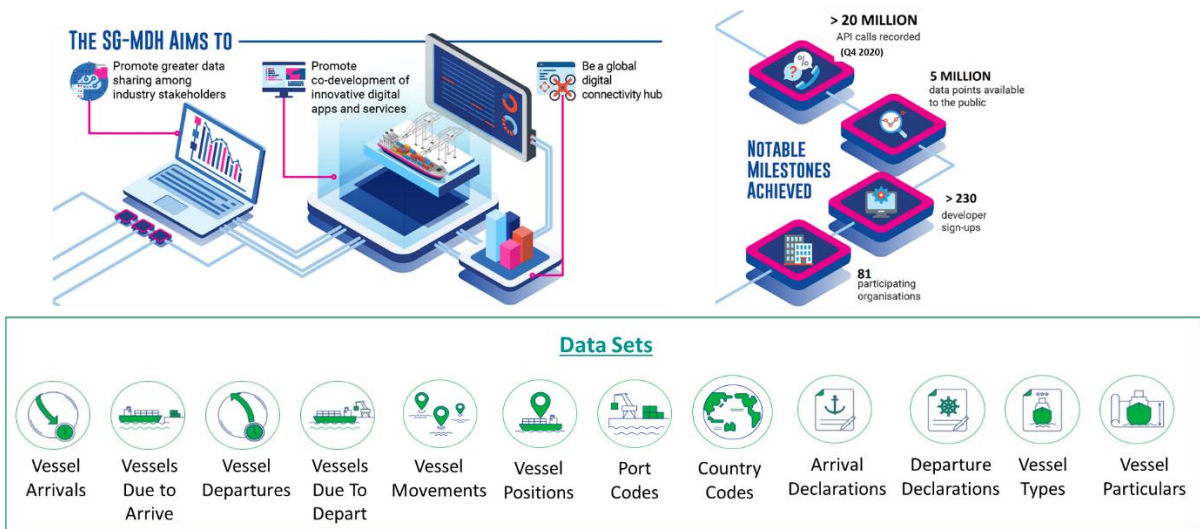 THE SG-MDH AIMS TO
Promote greater data
sharing among
industry stakeholders
Promote
co-development of
innovative digital
apps and services
Be a global
digital
connectivity hub
> 20 MILLION
API calls recorded
(Q4 2020)
5 MILLION
data points available
to the public
NOTABLE
MILESTONES
ACHIEVED
> 230
developer
sign-ups
81
participating
organisations
Data Sets
Vessel
Arrivals
Vessels
Due to
Arrive
Vessel
Departures
Vessels
Due To
Depart
Vessel
Movements
Vessel
Positions
Port
Codes
Country
Codes
Arrival
Declarations
Departure
Declarations
Vessel
Types
Vessel
Particulars